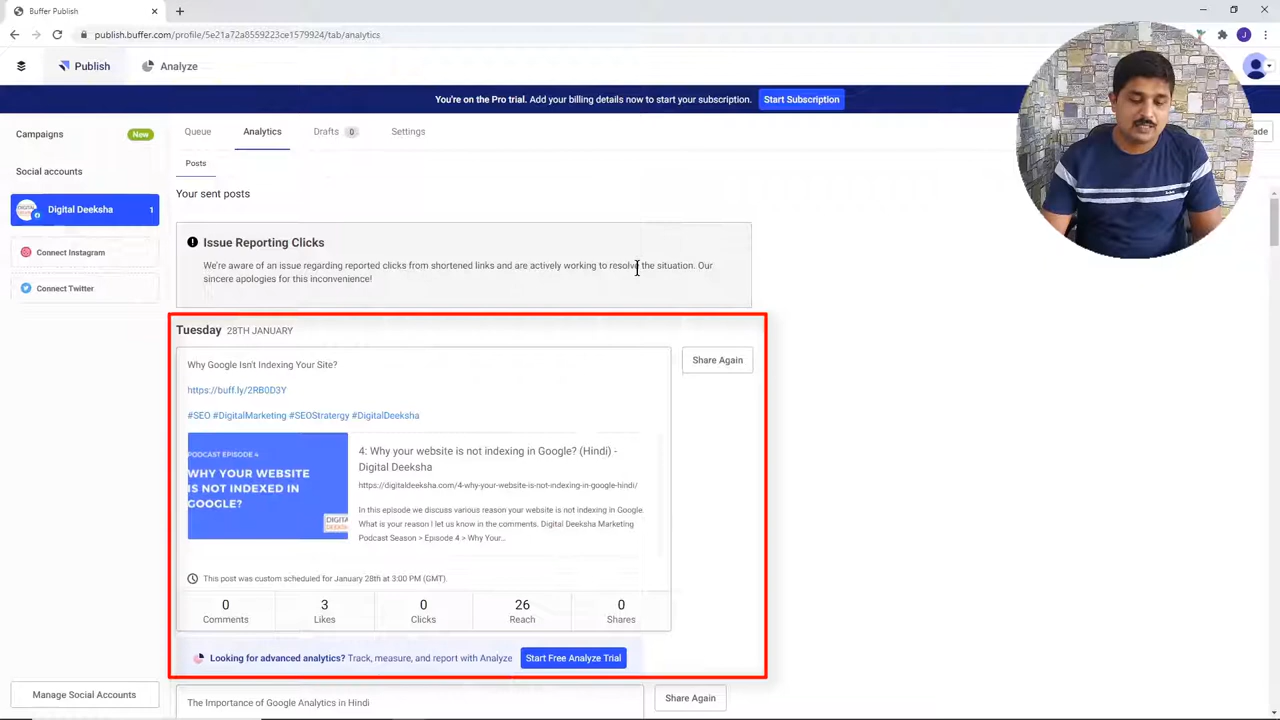 Buffer Publish
publish.buffer.com/profile/5e21a72a8559223ce1579924/tab/analytics
J
Publish
Analyze
You're on the Pro trial. Add your billing details now to start your subscription.
Start Subscription
Campaigns
New
Queue
Analytics
Drafts 0
Settings
Social accounts
Posts
Your sent posts
Digital Deeksha 1
Connect Instagram
Connect Twitter
Issue Reporting Clicks
We're aware of an issue regarding reported clicks from shortened links and are actively working to resolve the situation. Our
sincere apologies for this inconvenience!
Tuesday 28TH JANUARY
Why Google Isn't Indexing Your Site?
Share Again
https://buff.ly/2RB0D3Y
#SEO #DigitalMarketing #SEOStratergy #DigitalDeeksha
PODCAST EPISODE 4
WHY YOUR WEBSITE
IS NOT INDEXED IN
GOOGLE?
4: Why your website is not indexing in Google? (Hindi) -
Digital Deeksha
https://digitaldeeksha.com/4-why-your-website-is-not-indexing-in-google-hindi/
In this episode we discuss various reason your website is not indexing in Google.
What is your reason I let us know in the comments. Digital Deeksha Marketing
Podcast Season > Episode 4 > Why Your...
This post was custom scheduled for January 28th at 3:00 PM (GMT).
0 3 0 26 0
Comments Likes Clicks Reach Shares
Looking for advanced analytics? Track, measure, and report with Analyze
Start Free Analyze Trial
Manage Social Accounts
The Importance of Google Analytics in Hindi
Share Again